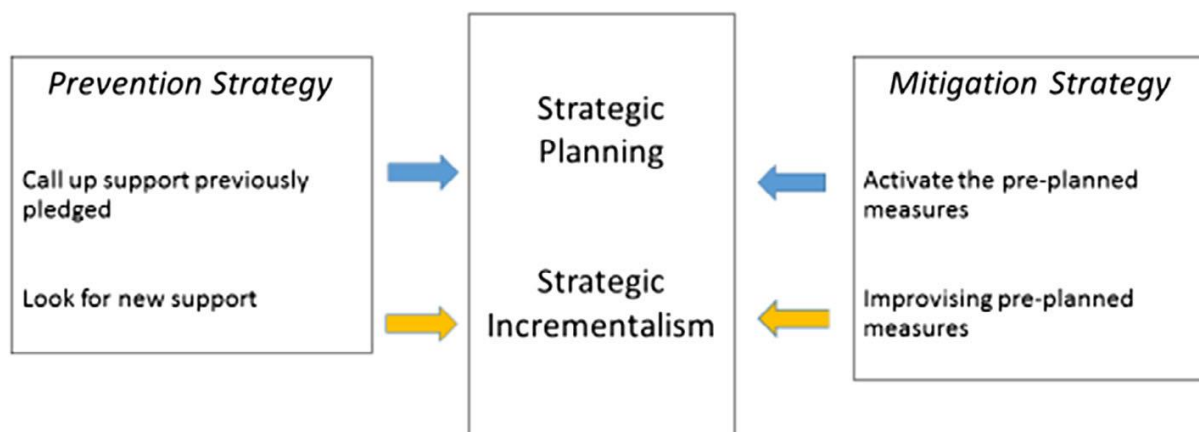 Prevention Strategy
Call up support previously
pledged
Look for new support
Strategic
Planning
Strategic
Incrementalism
Mitigation Strategy
Activate the pre-planned
measures
Improvising pre-planned
measures